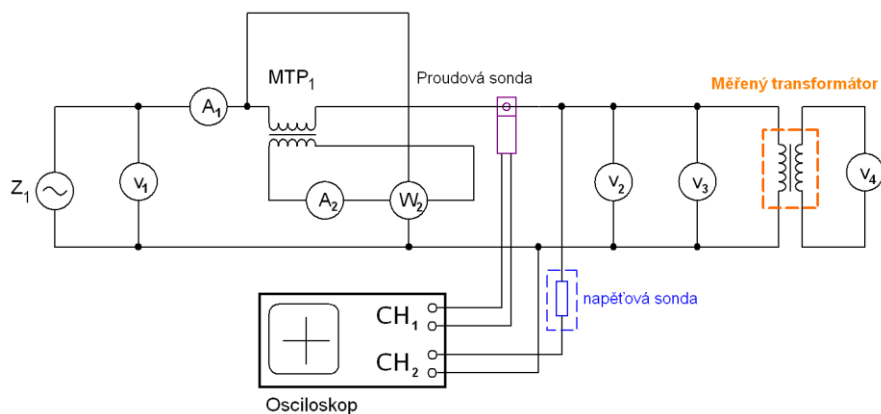 MTP1
Proudová sonda
Měřený transformátor
A1
Z1
V1
A2
W2
V2
V3
V4
CH1
CH2
napěťová sonda
Osciloskop